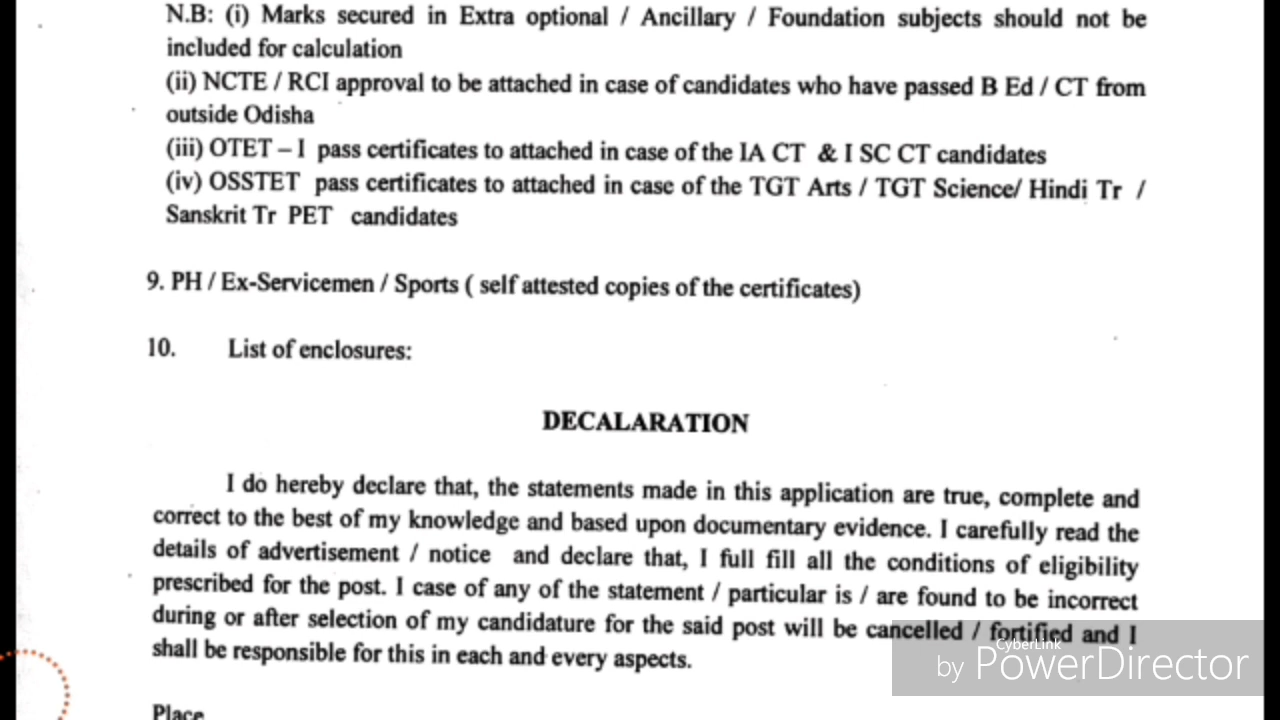 N.B: (i) Marks secured in Extra optional / Ancillary / Foundation subjects should not be
included for calculation
(ii) NCTE / RCI approval to be attached in case of candidates who have passed B Ed / CT from
outside Odisha
(iii) OTET – I pass certificates to attached in case of the IA CT & I SC CT candidates
(iv) OSSTET pass certificates to attached in case of the TGT Arts / TGT Science/ Hindi Tr /
Sanskrit Tr PET candidates
9. PH / Ex-Servicemen / Sports ( self attested copies of the certificates)
10. List of enclosures:
DECALARATION
I do hereby declare that, the statements made in this application are true, complete and
correct to the best of my knowledge and based upon documentary evidence. I carefully read the
details of advertisement / notice and declare that, I full fill all the conditions of eligibility
prescribed for the post. I case of any of the statement / particular is / are found to be incorrect
during or after selection of my candidature for the said post will be cancelled / fortified and I
shall be responsible for this in each and every aspects.
CyberLink
by PowerDirector
Place